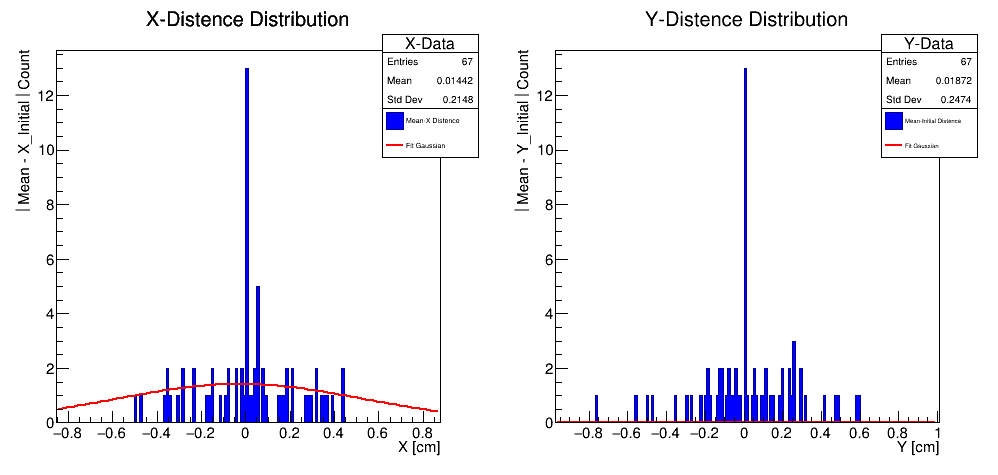 X-Distence Distribution
| Mean - X_Initial | Count
X-Data
Entries 67
Mean 0.01442
Std Dev 0.2148
Mean-X Distence
Fit Gaussian
12
10
8
6
4
2
0
−0.8 −0.6 −0.4 −0.2 0 0.2 0.4 0.6 0.8
X [cm]
Y-Distence Distribution
| Mean - Y_Initial | Count
Y-Data
Entries 67
Mean 0.01872
Std Dev 0.2474
Mean-Initial Distence
Fit Gaussian
12
10
8
6
4
2
0
−0.8 −0.6 −0.4 −0.2 0 0.2 0.4 0.6 0.8 1
Y [cm]